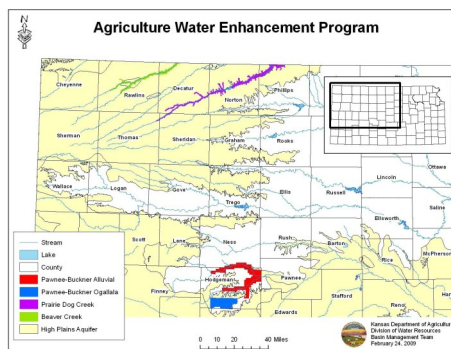 Agriculture Water Enhancement Program
N
Cheyenne
Rawlins
Decatur
Norton
Phillips
Sherman
Thomas
Sheridan
Graham
Rooks
Wallace
Logan
Gove
Trego
Ellis
Russell
Lincoln
Ottawa
Saline
Ellsworth
Scott
Lane
Ness
Rush
Barton
Rice
McPherson
Finney
Hodgeman
Pawnee
Stafford
Reno
Edwards
Stream
Lake
County
Pawnee-Buckner Alluvial
Pawnee-Buckner Ogallala
Prairie Dog Creek
Beaver Creek
High Plains Aquifer
0 10 20 40 Miles
Kansas Department of Agriculture
Division of Water Resources
Basin Management Team
February 24, 2009